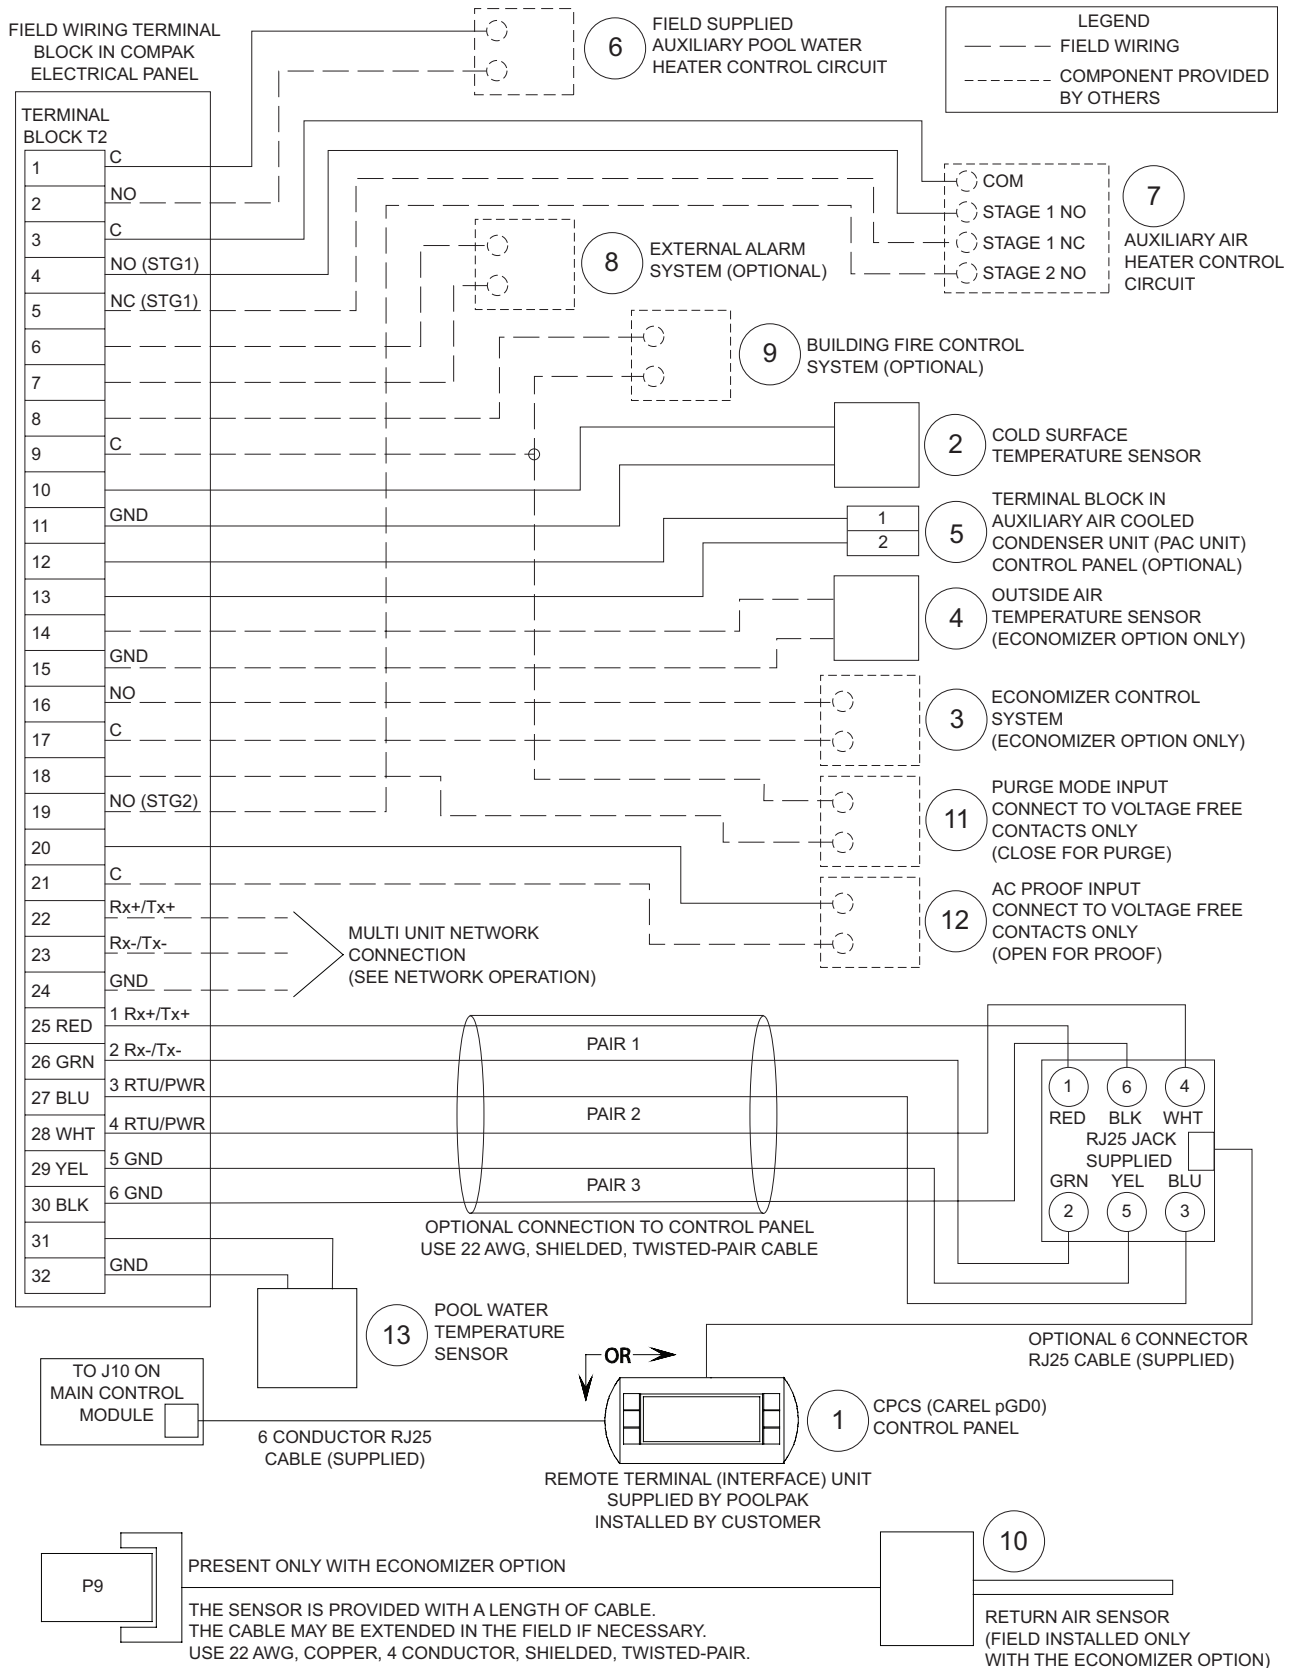 FIELD WIRING TERMINAL
BLOCK IN COMPAK
ELECTRICAL PANEL
6
FIELD SUPPLIED
AUXILIARY POOL WATER
HEATER CONTROL CIRCUIT
LEGEND
FIELD WIRING
COMPONENT PROVIDED
BY OTHERS
TERMINAL
BLOCK T2
1 C
2 NO
3 C
4 NO (STG1)
5 NC (STG1)
6
7
8
9 C
10
11 GND
12
13
14
15 GND
16 NO
17 C
18
19 NO (STG2)
20
21 C
22 Rx+/Tx+
23 Rx-/Tx-
24 GND
25 RED 1 Rx+/Tx+
26 GRN 2 Rx-/Tx-
27 BLU 3 RTU/PWR
28 WHT 4 RTU/PWR
29 YEL 5 GND
30 BLK 6 GND
31
32 GND
COM
STAGE 1 NO
STAGE 1 NC
STAGE 2 NO
7
AUXILIARY AIR
HEATER CONTROL
CIRCUIT
8
EXTERNAL ALARM
SYSTEM (OPTIONAL)
9
BUILDING FIRE CONTROL
SYSTEM (OPTIONAL)
2
COLD SURFACE
TEMPERATURE SENSOR
1
2
5
TERMINAL BLOCK IN
AUXILIARY AIR COOLED
CONDENSER UNIT (PAC UNIT)
CONTROL PANEL (OPTIONAL)
4
OUTSIDE AIR
TEMPERATURE SENSOR
(ECONOMIZER OPTION ONLY)
3
ECONOMIZER CONTROL
SYSTEM
(ECONOMIZER OPTION ONLY)
11
PURGE MODE INPUT
CONNECT TO VOLTAGE FREE
CONTACTS ONLY
(CLOSE FOR PURGE)
12
AC PROOF INPUT
CONNECT TO VOLTAGE FREE
CONTACTS ONLY
(OPEN FOR PROOF)
MULTI UNIT NETWORK
CONNECTION
(SEE NETWORK OPERATION)
PAIR 1
PAIR 2
PAIR 3
OPTIONAL CONNECTION TO CONTROL PANEL
USE 22 AWG, SHIELDED, TWISTED-PAIR CABLE
1 6 4
RED BLK WHT
RJ25 JACK
SUPPLIED
GRN YEL BLU
2 5 3
13
POOL WATER
TEMPERATURE
SENSOR
OPTIONAL 6 CONNECTOR
RJ25 CABLE (SUPPLIED)
OR
TO J10 ON
MAIN CONTROL
MODULE
6 CONDUCTOR RJ25
CABLE (SUPPLIED)
1
CPCS (CAREL pGD0)
CONTROL PANEL
REMOTE TERMINAL (INTERFACE) UNIT
SUPPLIED BY POOLPAK
INSTALLED BY CUSTOMER
P9
PRESENT ONLY WITH ECONOMIZER OPTION
THE SENSOR IS PROVIDED WITH A LENGTH OF CABLE.
THE CABLE MAY BE EXTENDED IN THE FIELD IF NECESSARY.
USE 22 AWG, COPPER, 4 CONDUCTOR, SHIELDED, TWISTED-PAIR.
10
RETURN AIR SENSOR
(FIELD INSTALLED ONLY
WITH THE ECONOMIZER OPTION)